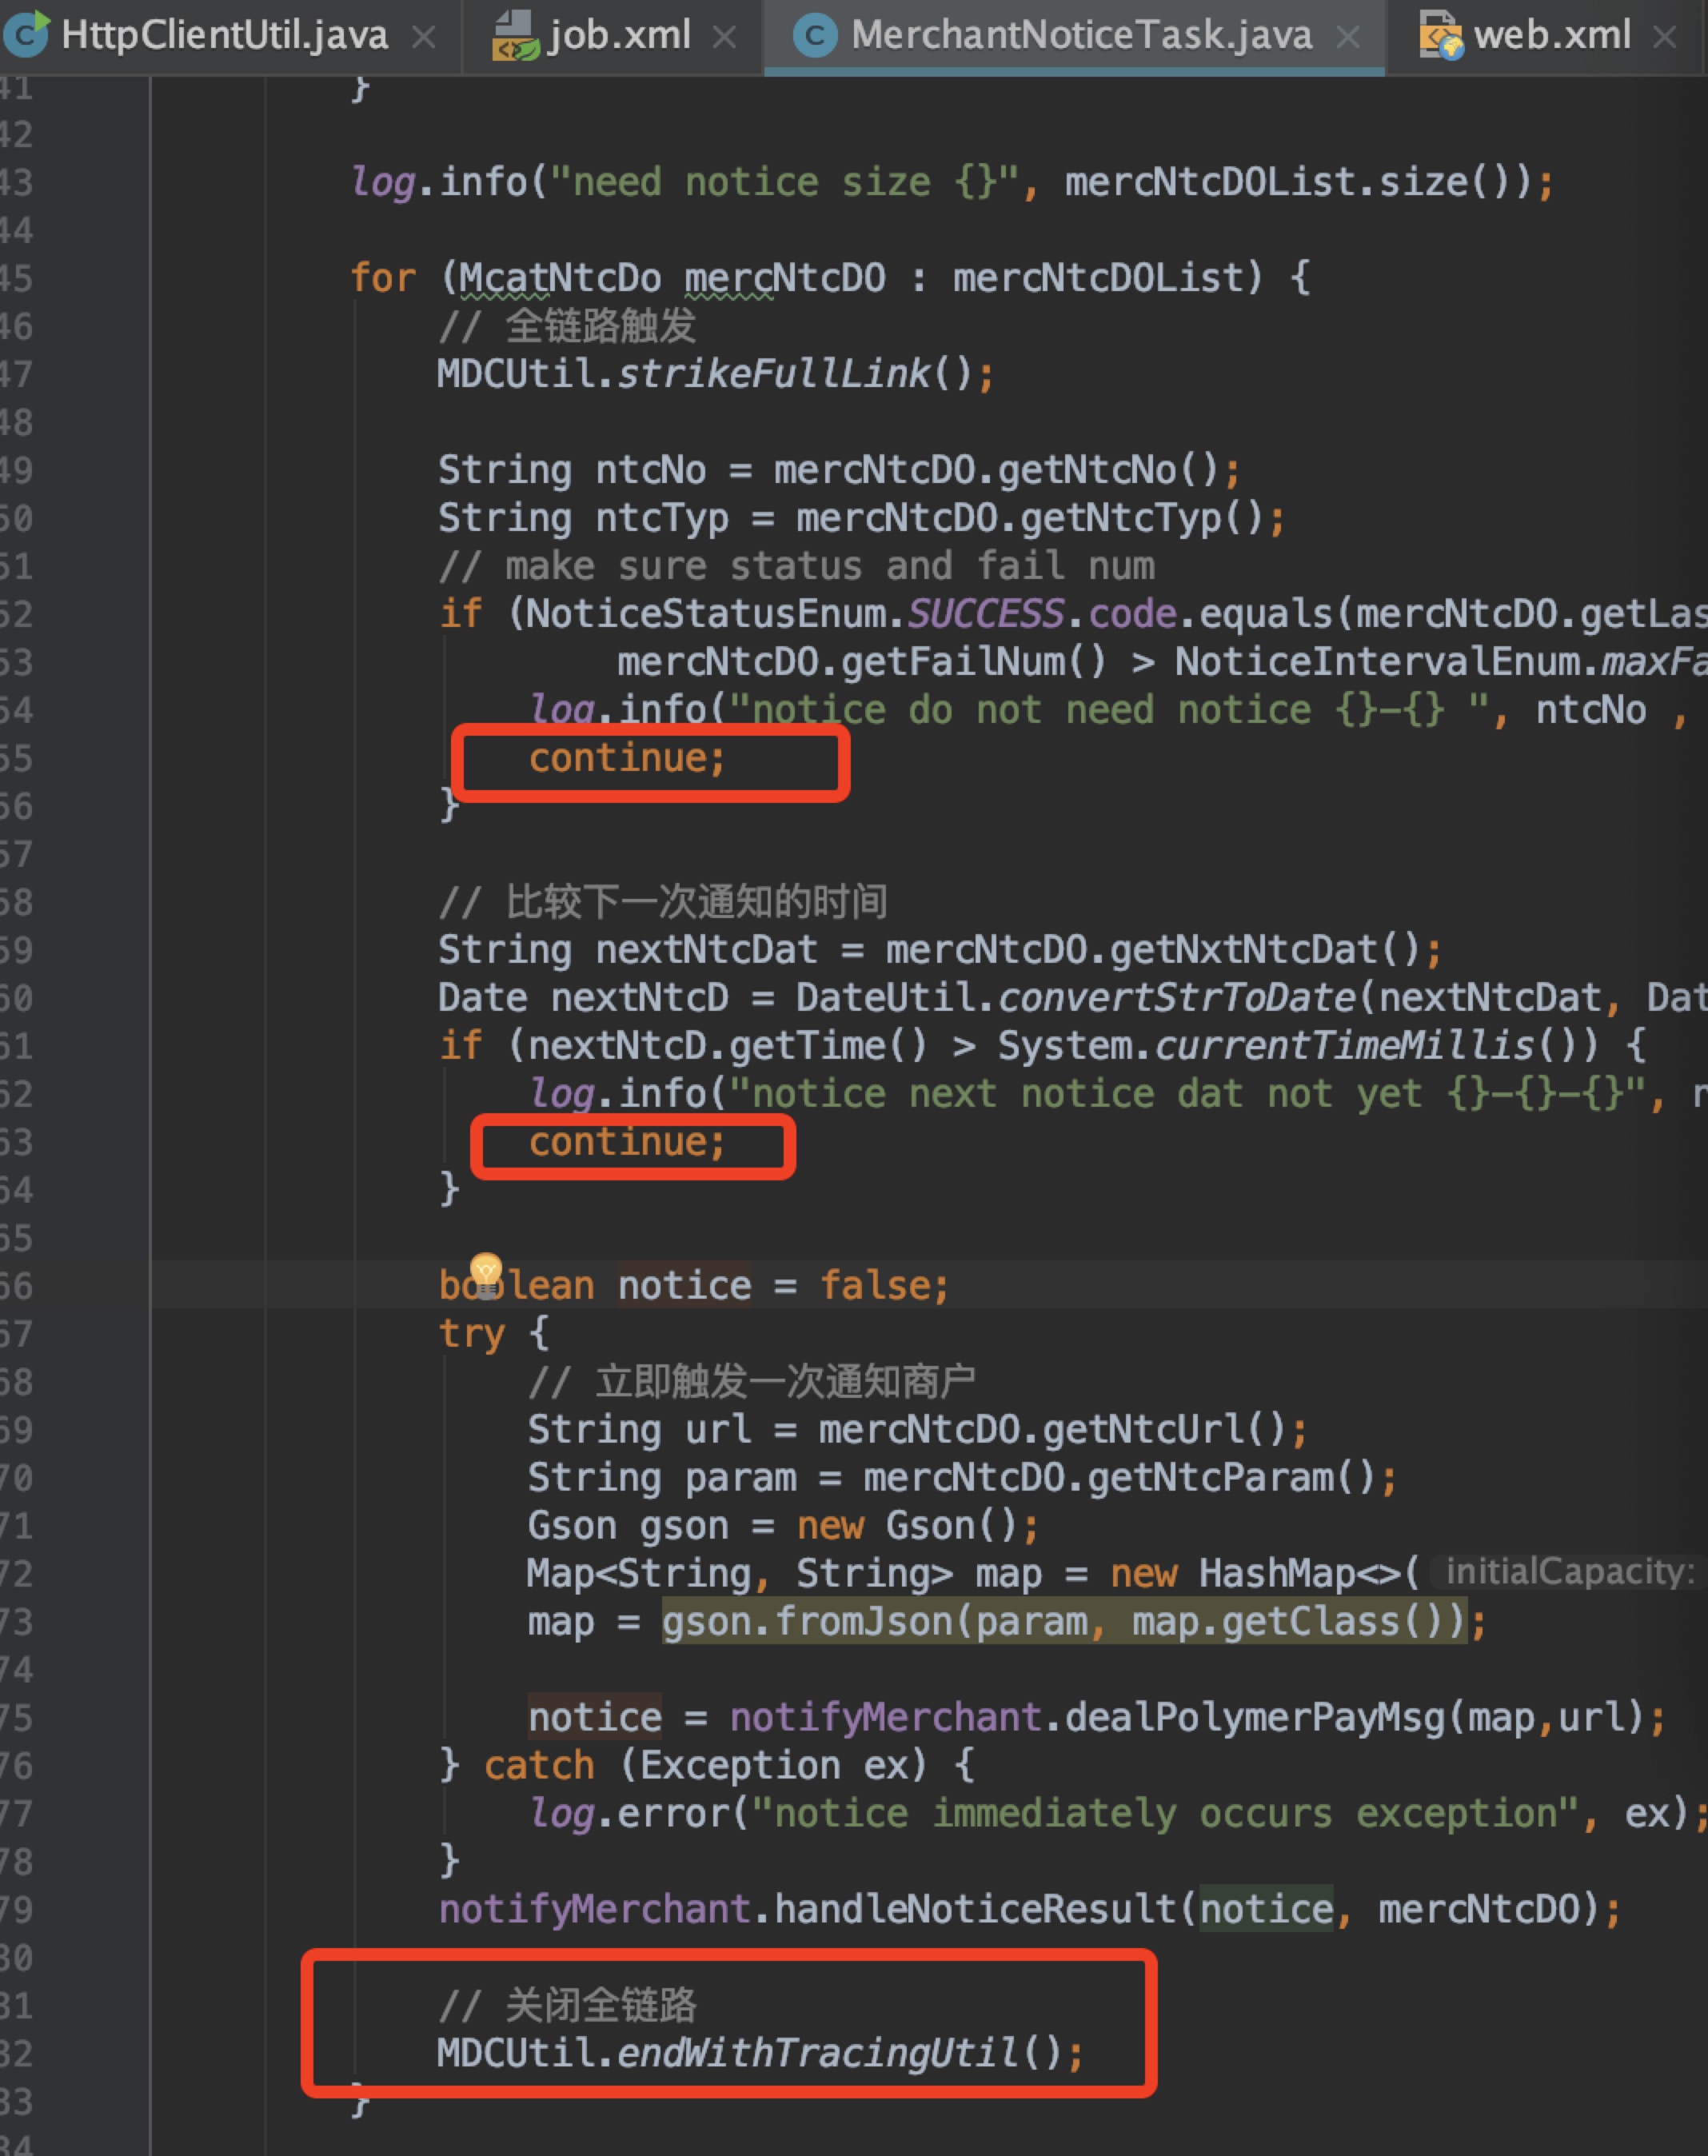 HttpClientUtil.java job.xml MerchantNoticeTask.java web.xml
41 }
42
43 log.info("need notice size {}", mercNtcDOList.size());
44
45 for (McatNtcDo mercNtcDO : mercNtcDOList) {
46 // 全链路触发
47 MDCUtil.strikeFullLink();
48
49 String ntcNo = mercNtcDO.getNtcNo();
50 String ntcTyp = mercNtcDO.getNtcTyp();
51 // make sure status and fail num
52 if (NoticeStatusEnum.SUCCESS.code.equals(mercNtcDO.getLas
53 mercNtcDO.getFailNum() > NoticeIntervalEnum.maxFa
54 log.info("notice do not need notice {}-{} ", ntcNo ,
55 continue;
56 }
57
58 // 比较下一次通知的时间
59 String nextNtcDat = mercNtcDO.getNxtNtcDat();
60 Date nextNtcD = DateUtil.convertStrToDate(nextNtcDat, Dat
61 if (nextNtcD.getTime() > System.currentTimeMillis()) {
62 log.info("notice next notice dat not yet {}-{}-{}", n
63 continue;
64 }
65
66 boolean notice = false;
67 try {
68 // 立即触发一次通知商户
69 String url = mercNtcDO.getNtcUrl();
70 String param = mercNtcDO.getNtcParam();
71 Gson gson = new Gson();
72 Map<String, String> map = new HashMap<>( initialCapacity:
73 map = gson.fromJson(param, map.getClass());
74
75 notice = notifyMerchant.dealPolymerPayMsg(map,url);
76 } catch (Exception ex) {
77 log.error("notice immediately occurs exception", ex);
78 }
79 notifyMerchant.handleNoticeResult(notice, mercNtcDO);
80
81 // 关闭全链路
82 MDCUtil.endWithTracingUtil();
83 }
84